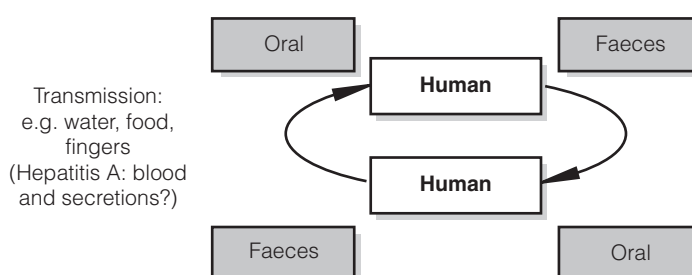 Oral
Faeces
Human
Transmission:
e.g. water, food,
fingers
(Hepatitis A: blood
and secretions?)
Human
Faeces
Oral